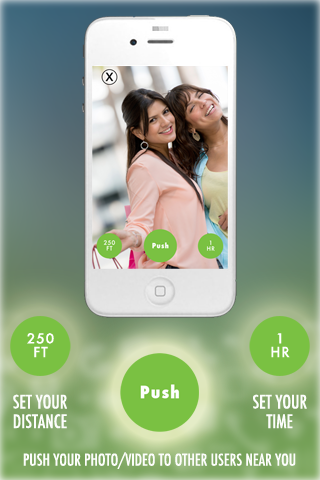 X
250
FT
Push
1
HR
250
FT
1
HR
Push
SET YOUR
DISTANCE
SET YOUR
TIME
PUSH YOUR PHOTO/VIDEO TO OTHER USERS NEAR YOU